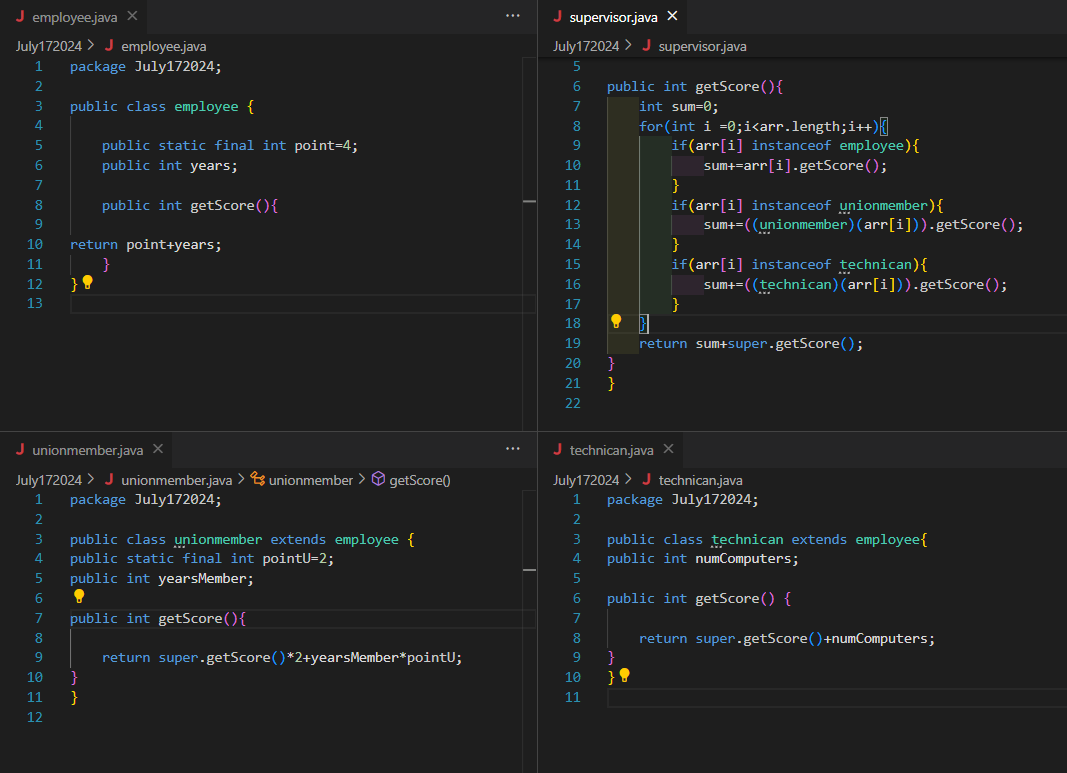 employee.java
July172024 > employee.java
1 package July172024;
2
3 public class employee {
4
5 public static final int point=4;
6 public int years;
7
8 public int getScore(){
9
10 return point+years;
11 }
12 }
13
supervisor.java
July172024 > supervisor.java
5
6 public int getScore(){
7 int sum=0;
8 for(int i =0;i<arr.length;i++){
9 if(arr[i] instanceof employee){
10 sum+=arr[i].getScore();
11 }
12 if(arr[i] instanceof unionmember){
13 sum+=((unionmember)(arr[i])).getScore();
14 }
15 if(arr[i] instanceof technican){
16 sum+=((technican)(arr[i])).getScore();
17 }
18 }
19 return sum+super.getScore();
20 }
21 }
22
unionmember.java
July172024 > unionmember.java > unionmember > getScore()
1 package July172024;
2
3 public class unionmember extends employee {
4 public static final int pointU=2;
5 public int yearsMember;
6
7 public int getScore(){
8
9 return super.getScore()*2+yearsMember*pointU;
10 }
11 }
12
technican.java
July172024 > technican.java
1 package July172024;
2
3 public class technican extends employee{
4 public int numComputers;
5
6 public int getScore() {
7
8 return super.getScore()+numComputers;
9 }
10 }
11